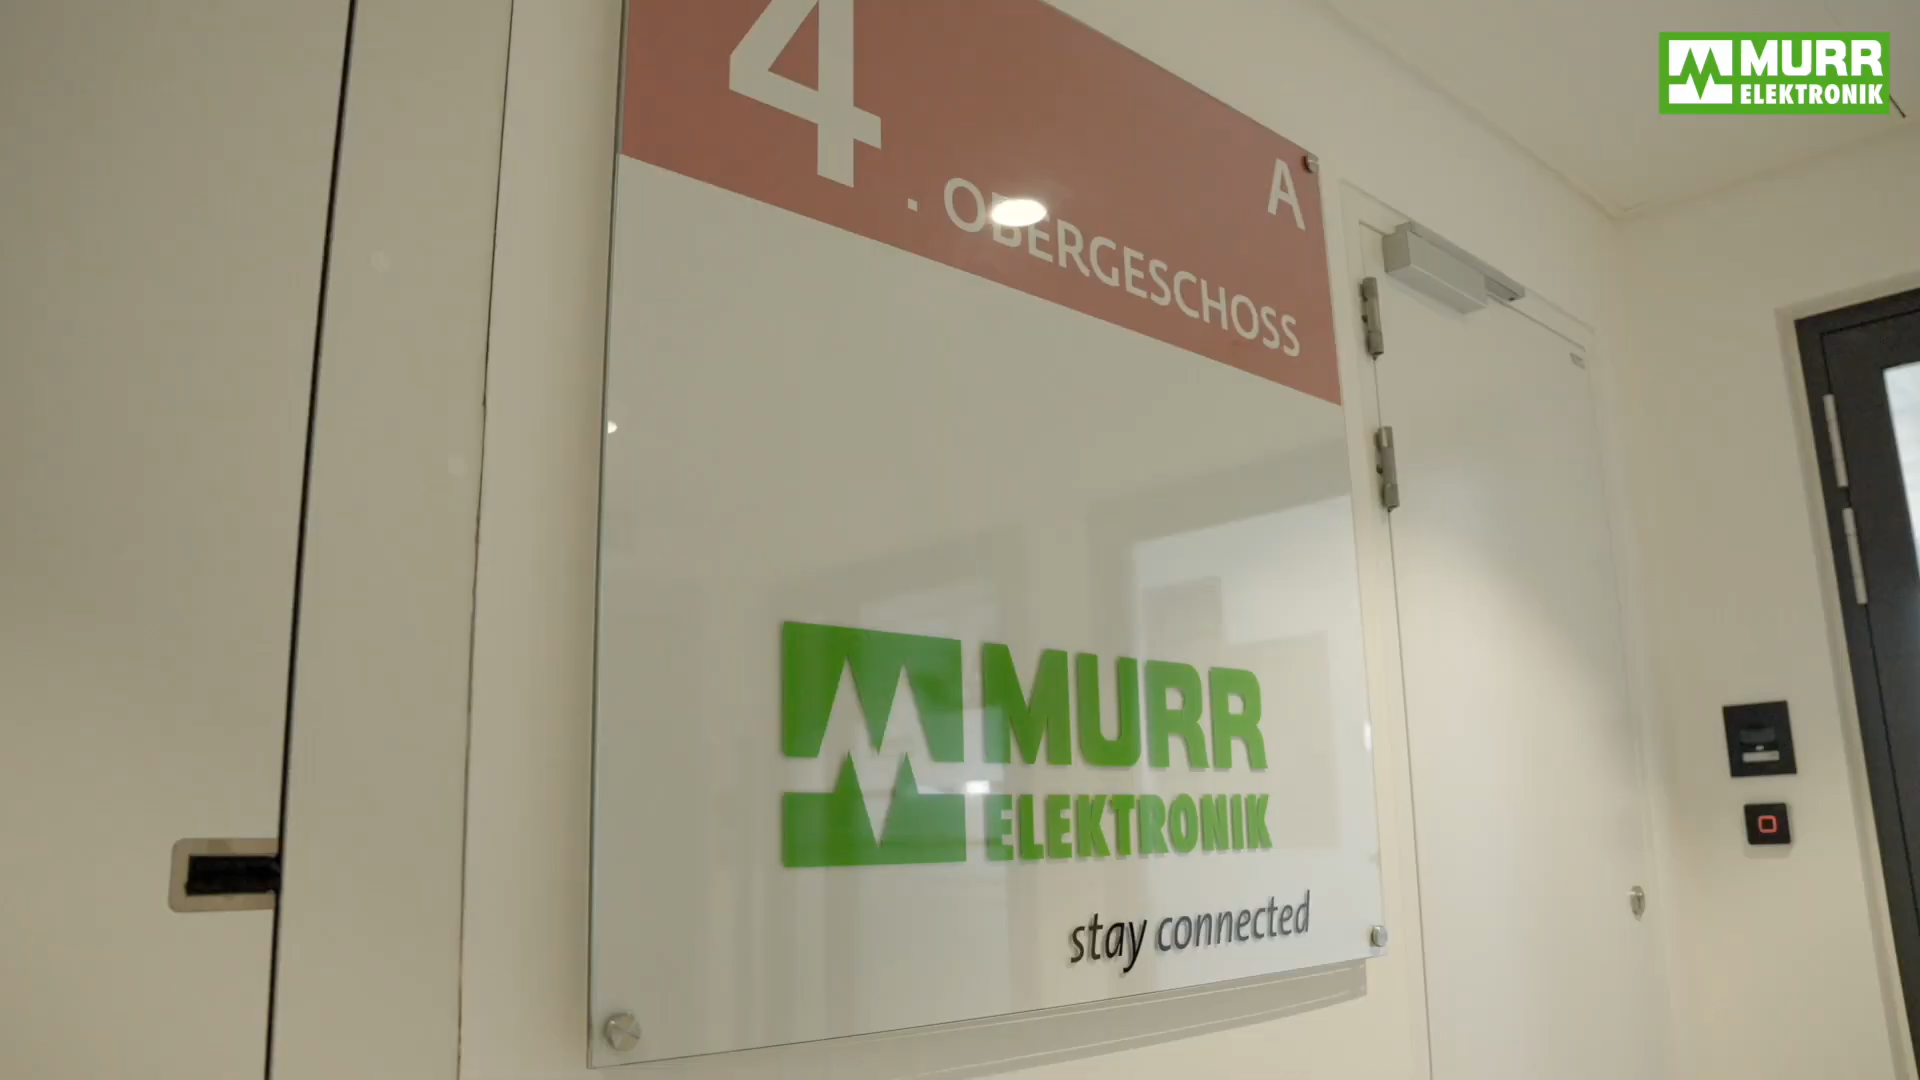 MURR
ELEKTRONIK
4. OBERGESCHOSS
A
MURR
ELEKTRONIK
stay connected